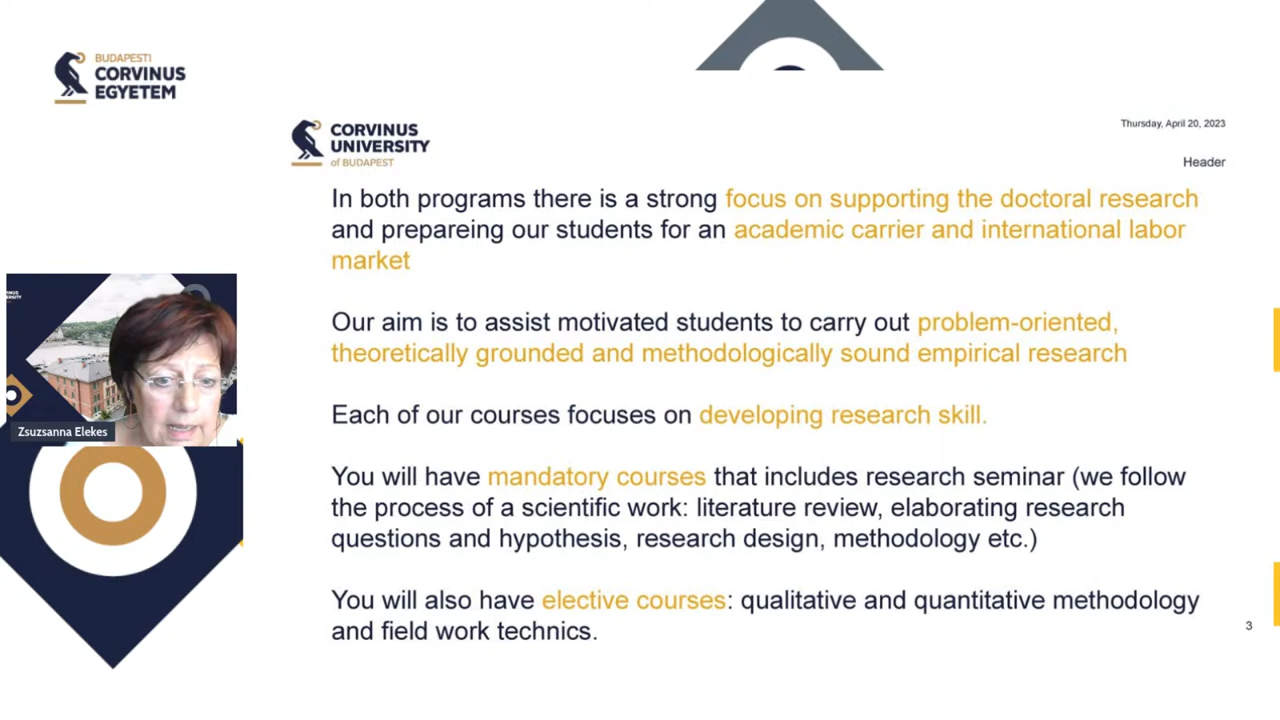 BUDAPESTI
CORVINUS
EGYETEM
CORVINUS
UNIVERSITY
of BUDAPEST
Thursday, April 20, 2023
Header
In both programs there is a strong focus on supporting the doctoral research
and prepareing our students for an academic carrier and international labor
market
Our aim is to assist motivated students to carry out problem-oriented,
theoretically grounded and methodologically sound empirical research
Each of our courses focuses on developing research skill.
You will have mandatory courses that includes research seminar (we follow
the process of a scientific work: literature review, elaborating research
questions and hypothesis, research design, methodology etc.)
You will also have elective courses: qualitative and quantitative methodology
and field work technics.
3
Zsuzsanna Elekes